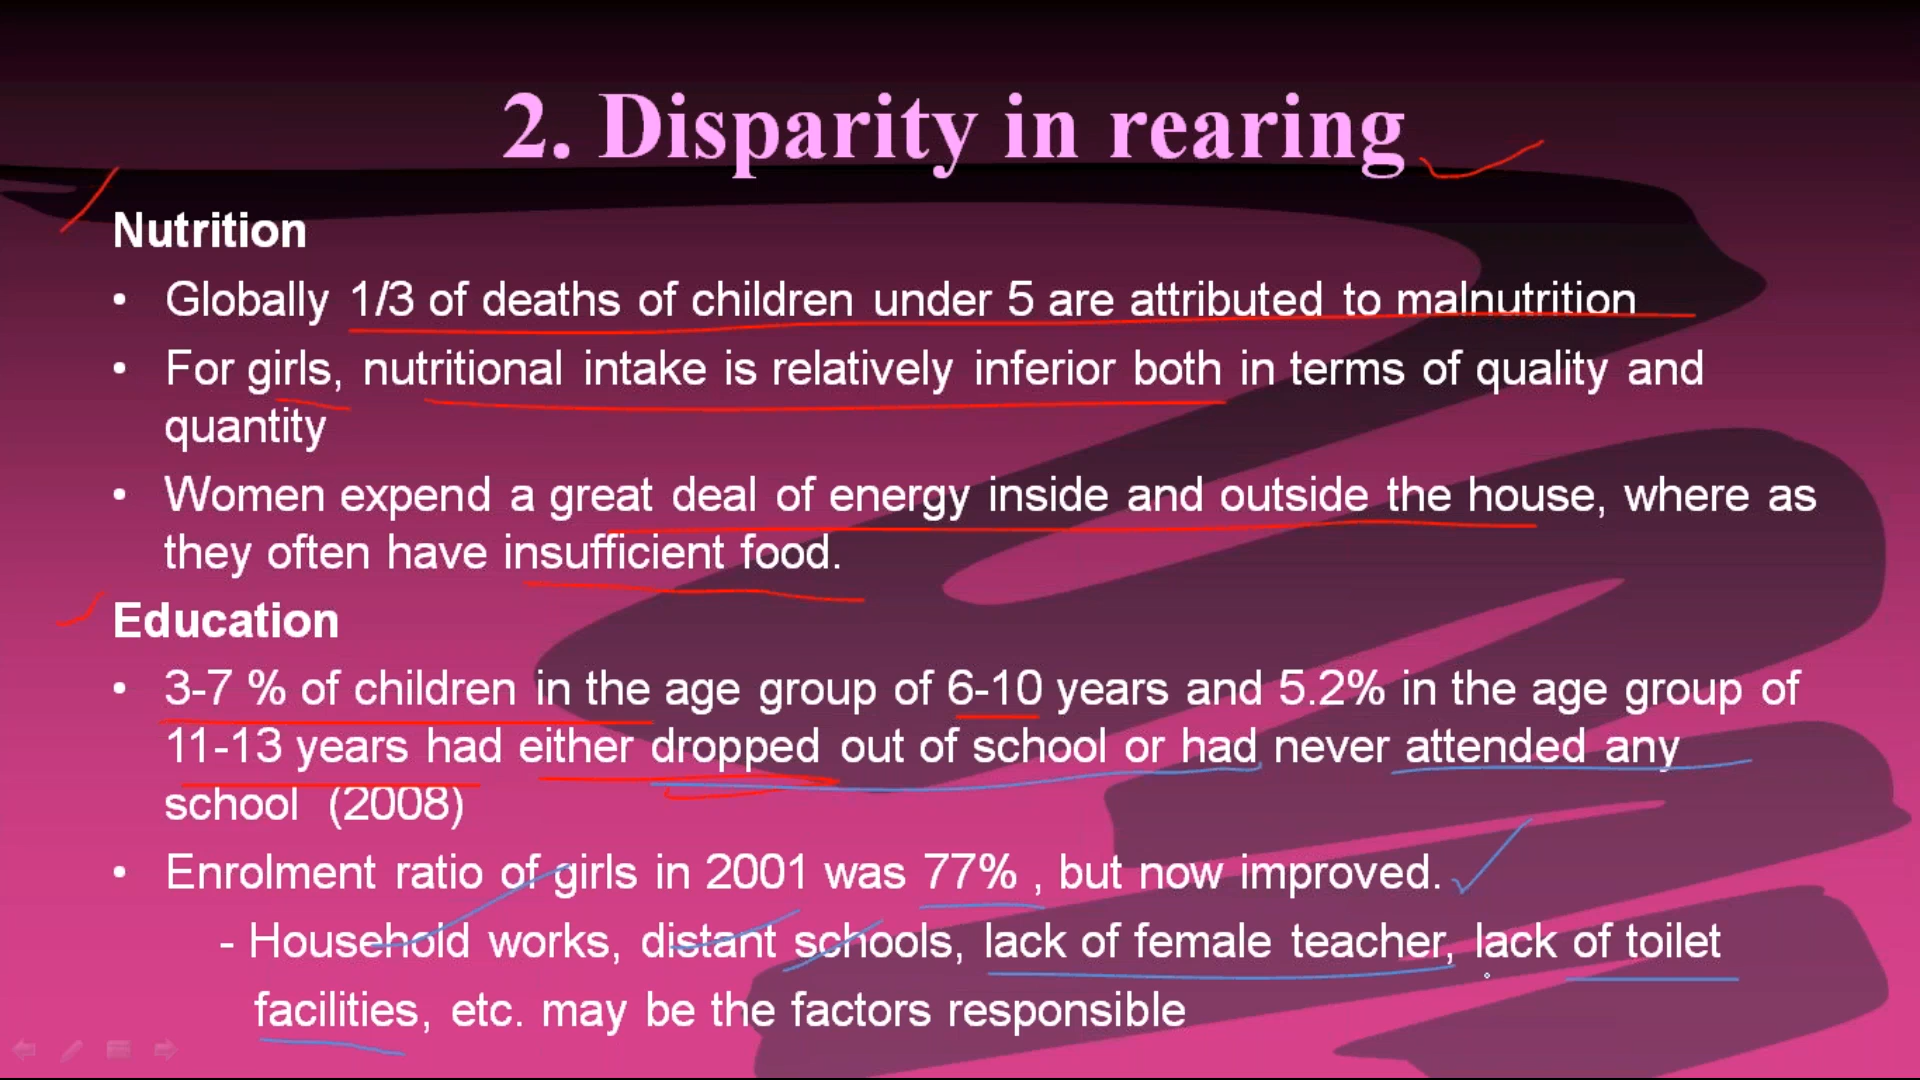 2. Disparity in rearing
Nutrition
• Globally 1/3 of deaths of children under 5 are attributed to malnutrition
• For girls, nutritional intake is relatively inferior both in terms of quality and
quantity
• Women expend a great deal of energy inside and outside the house, where as
they often have insufficient food.
Education
• 3-7 % of children in the age group of 6-10 years and 5.2% in the age group of
11-13 years had either dropped out of school or had never attended any
school (2008)
• Enrolment ratio of girls in 2001 was 77% , but now improved.
- Household works, distant schools, lack of female teacher, lack of toilet
facilities, etc. may be the factors responsible